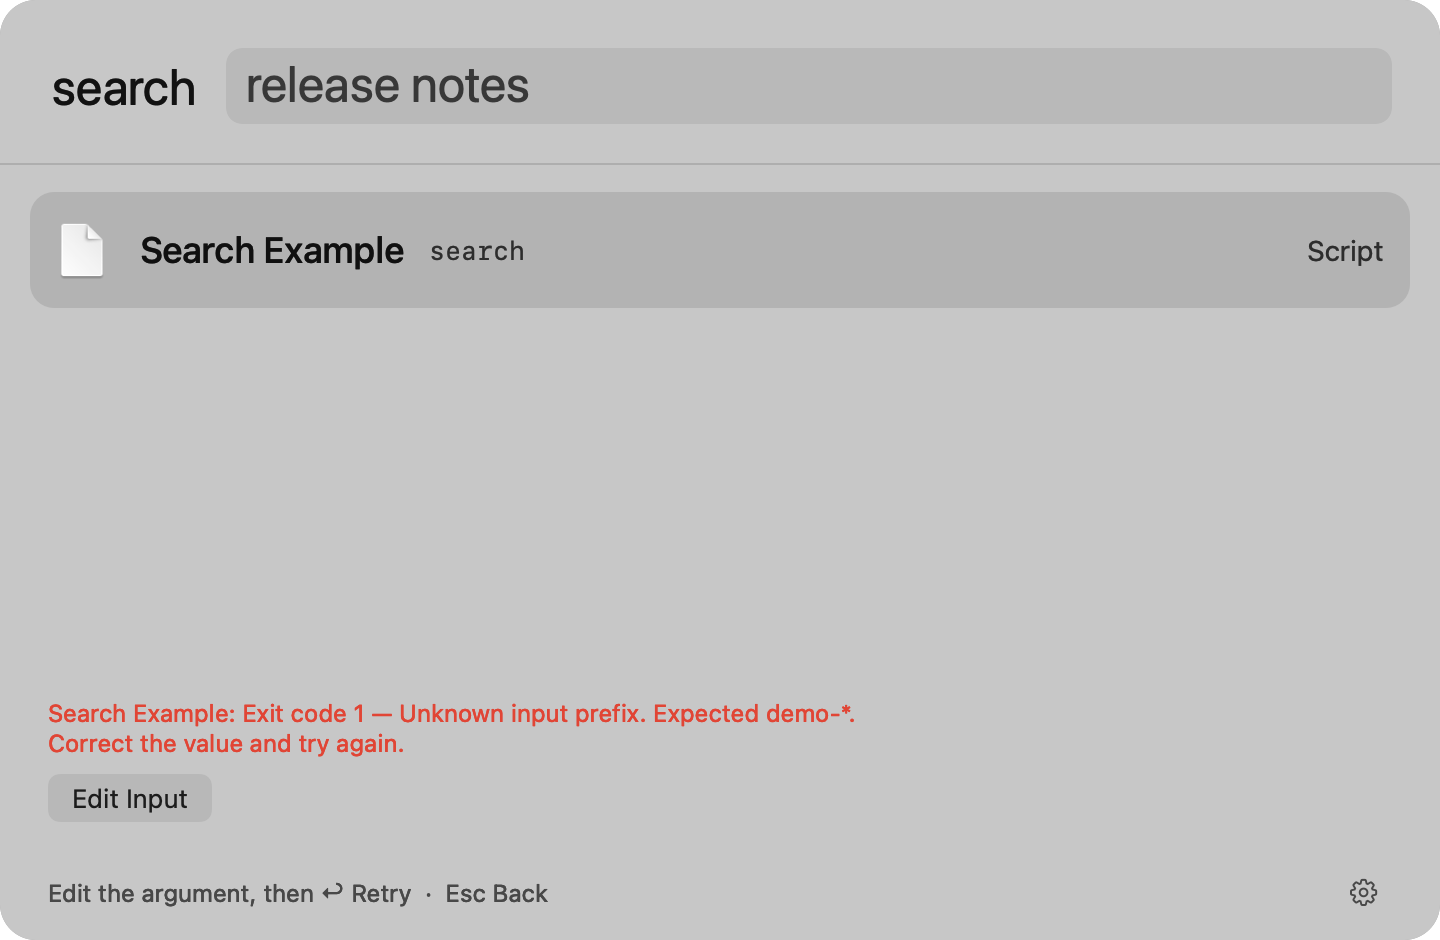 search release notes
Search Example search Script
Search Example: Exit code 1 — Unknown input prefix. Expected demo-*.
Correct the value and try again.
Edit Input
Edit the argument, then ↩ Retry · Esc Back